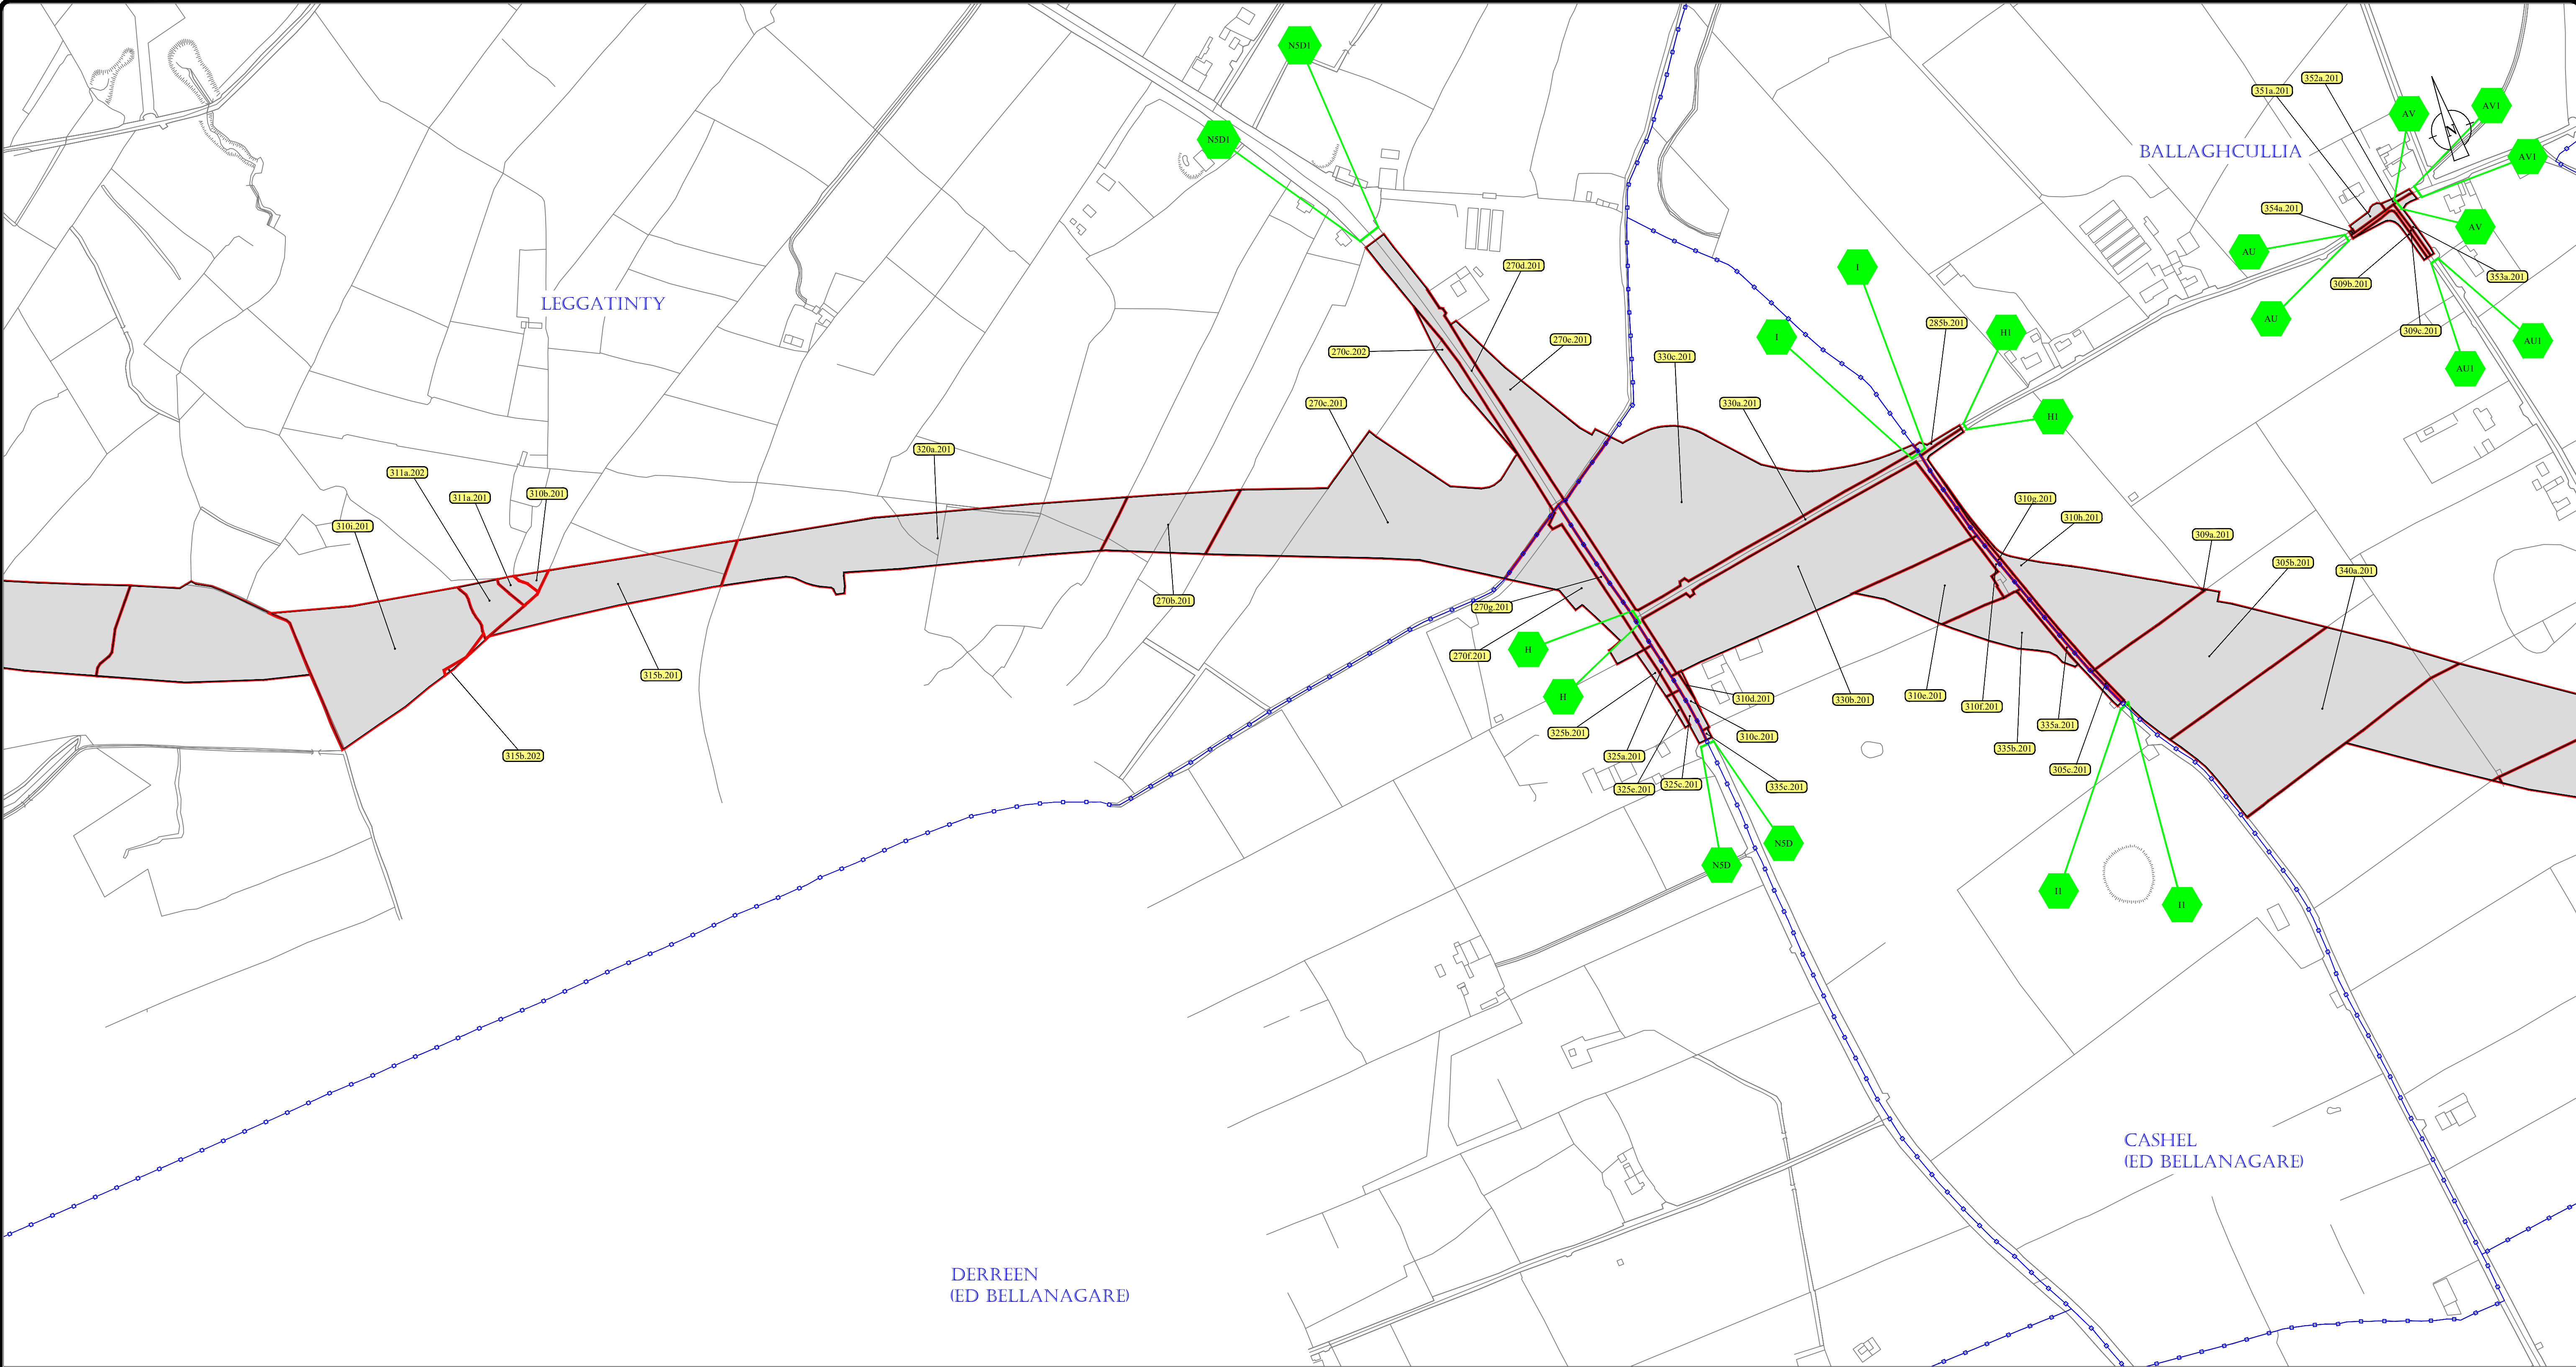 N5D1
352a.201
351a.201
AV
AV1
N
N5D1
BALLAGHCULLIA
AV1
354a.201
AV
AU
270d.201
I
353a.201
309b.201
LEGGATINTY
AU
285b.201
H1
309c.201
I
270e.201
AU1
270c.202
330c.201
AU1
270c.201
330a.201
H1
320a.201
311a.202
311a.201
310b.201
310g.201
310i.201
310h.201
309a.201
305b.201
340a.201
270b.201
270g.201
H
270f.201
315b.201
H
310d.201
330b.201
310e.201
310f.201
335a.201
325b.201
310c.201
335b.201
315b.202
325a.201
305c.201
325e.201
325c.201
335c.201
N5D
N5D
I1
I1
CASHEL
(ED BELLANAGARE)
DERREEN
(ED BELLANAGARE)